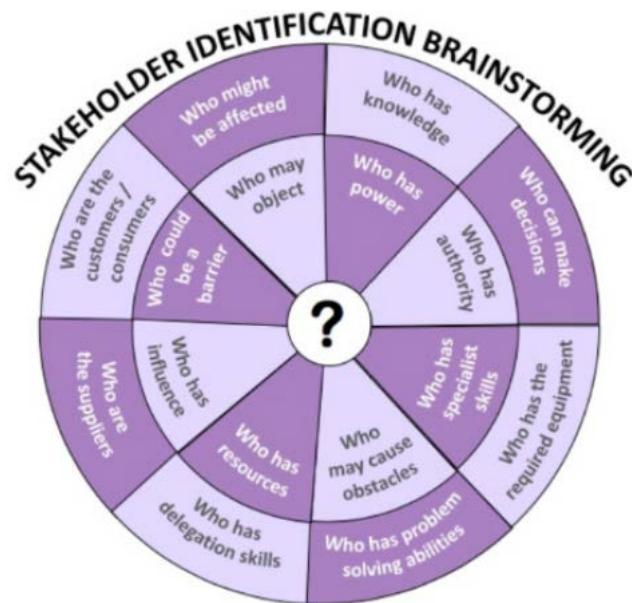 STAKEHOLDER IDENTIFICATION BRAINSTORMING
Who might
be affected
Who has
knowledge
Who can make
decisions
Who has the
required equipment
Who has problem
solving abilities
Who has
delegation skills
Who are
the suppliers
Who are the
customers /
consumers
Who may
object
Who has
power
Who has
authority
Who has
specialist
skills
Who
may cause
obstacles
Who has
resources
Who has
influence
Who could
be a
barrier
?